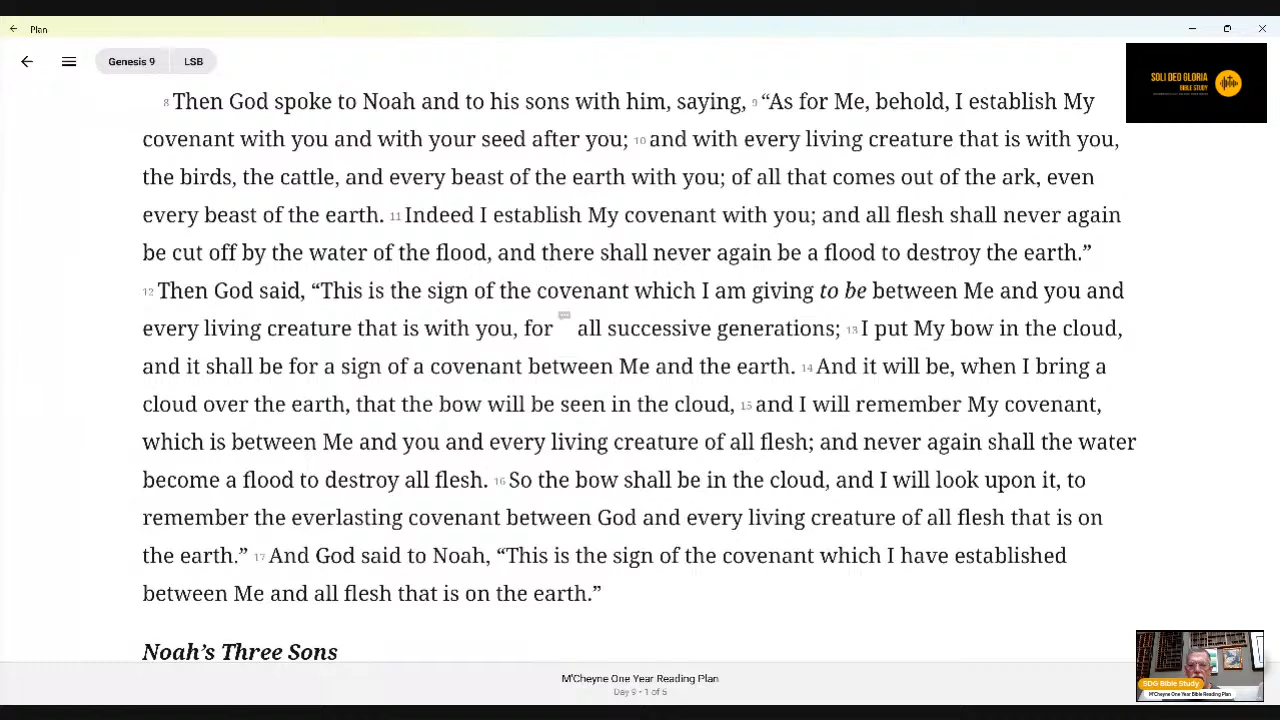 Plan
Genesis 9 LSB
SOLI DEO GLORIA
BIBLE STUDY
8 Then God spoke to Noah and to his sons with him, saying, 9 “As for Me, behold, I establish My
covenant with you and with your seed after you; 10 and with every living creature that is with you,
the birds, the cattle, and every beast of the earth with you; of all that comes out of the ark, even
every beast of the earth. 11 Indeed I establish My covenant with you; and all flesh shall never again
be cut off by the water of the flood, and there shall never again be a flood to destroy the earth.”
12 Then God said, “This is the sign of the covenant which I am giving to be between Me and you and
every living creature that is with you, for all successive generations; 13 I put My bow in the cloud,
and it shall be for a sign of a covenant between Me and the earth. 14 And it will be, when I bring a
cloud over the earth, that the bow will be seen in the cloud, 15 and I will remember My covenant,
which is between Me and you and every living creature of all flesh; and never again shall the water
become a flood to destroy all flesh. 16 So the bow shall be in the cloud, and I will look upon it, to
remember the everlasting covenant between God and every living creature of all flesh that is on
the earth.” 17 And God said to Noah, “This is the sign of the covenant which I have established
between Me and all flesh that is on the earth.”
Noah’s Three Sons
M'Cheyne One Year Reading Plan
Day 9 • 1 of 5
SDG Bible Study
M'Cheyne One Year Bible Reading Plan